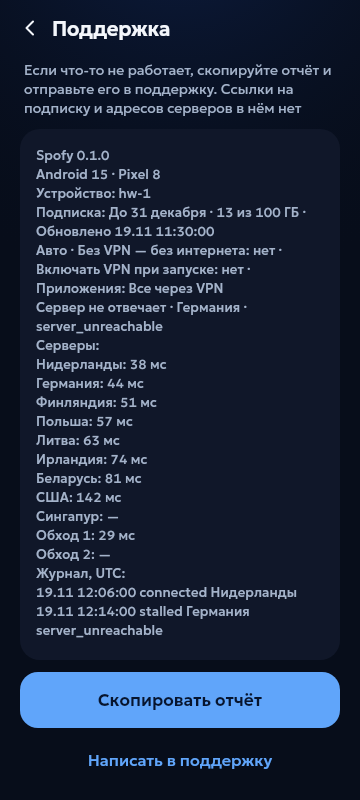 Поддержка
Если что-то не работает, скопируйте отчёт и
отправьте его в поддержку. Ссылки на
подписку и адресов серверов в нём нет
Spofy 0.1.0
Android 15 · Pixel 8
Устройство: hw-1
Подписка: До 31 декабря · 13 из 100 ГБ ·
Обновлено 19.11 11:30:00
Авто · Без VPN — без интернета: нет ·
Включать VPN при запуске: нет ·
Приложения: Все через VPN
Сервер не отвечает · Германия ·
server_unreachable
Серверы:
Нидерланды: 38 мс
Германия: 44 мс
Финляндия: 51 мс
Польша: 57 мс
Литва: 63 мс
Ирландия: 74 мс
Беларусь: 81 мс
США: 142 мс
Сингапур: —
Обход 1: 29 мс
Обход 2: —
Журнал, UTC:
19.11 12:06:00 connected Нидерланды
19.11 12:14:00 stalled Германия
server_unreachable
Скопировать отчёт
Написать в поддержку